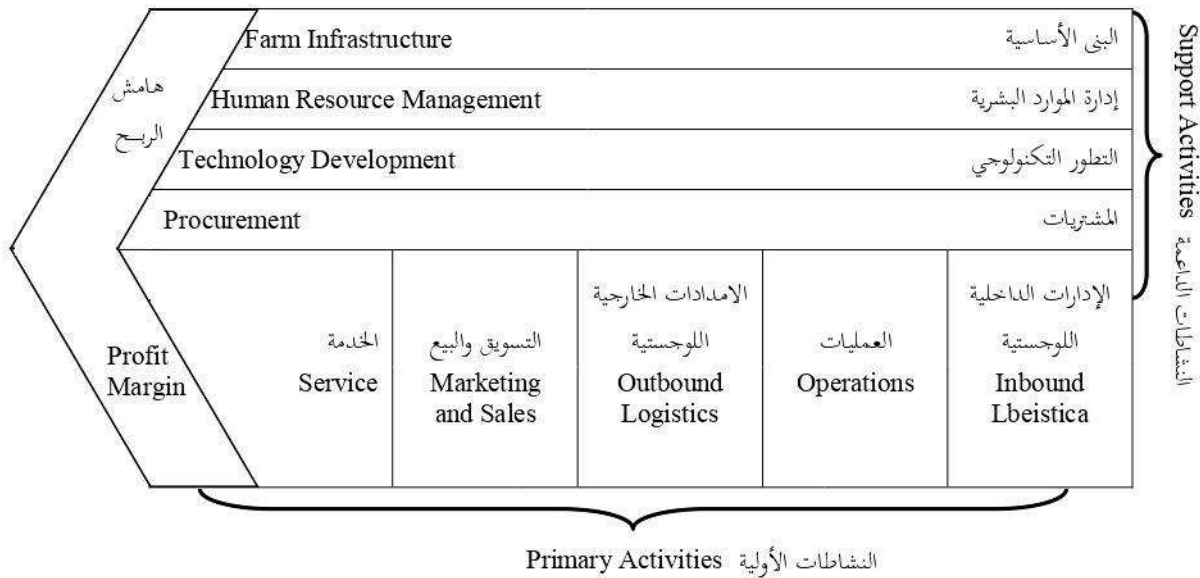 Farm Infrastructure البنى الأساسية
Human Resource Management إدارة الموارد البشرية
Technology Development التطور التكنولوجي
Procurement المشتريات
هامش
الربح
Profit
Margin
الإدارات الداخلية
اللوجستية
Inbound
Lbeistica
العمليات
Operations
الامدادات الخارجية
اللوجستية
Outbound
Logistics
التسويق والبيع
Marketing
and Sales
الخدمة
Service
Support Activities النشاطات الداعمة
Primary Activities النشاطات الأولية